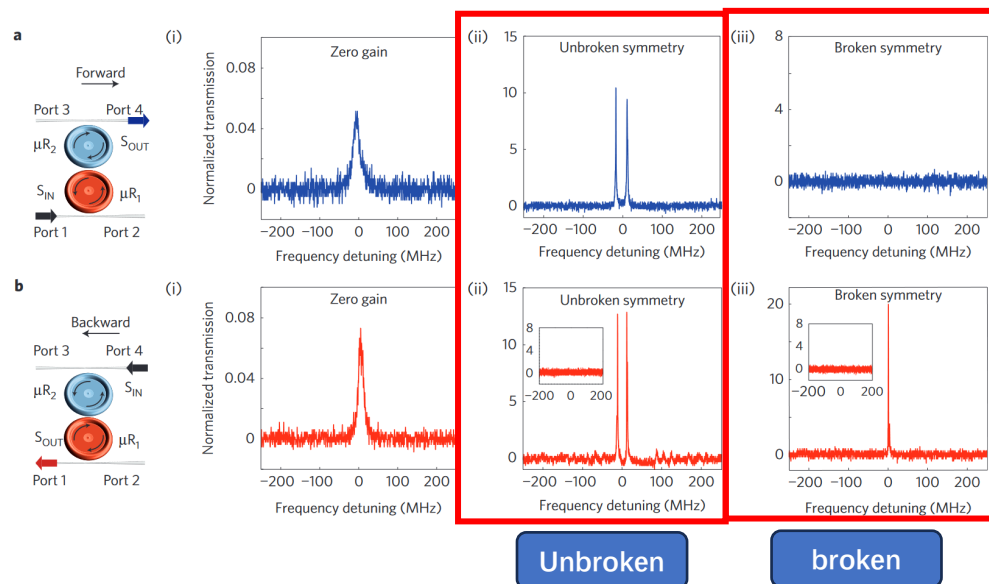 a
Forward
Port 3 Port 4
μR2 SOUT
SIN μR1
Port 1 Port 2
(i)
Zero gain
Normalized transmission
0.08
0.04
0
−200 −100 0 100 200
Frequency detuning (MHz)
(ii)
Unbroken symmetry
15
10
5
0
−200 −100 0 100 200
Frequency detuning (MHz)
(iii)
Broken symmetry
8
6
4
2
0
−200 −100 0 100 200
Frequency detuning (MHz)
b
Backward
Port 3 Port 4
μR2 SIN
SOUT μR1
Port 1 Port 2
(i)
Zero gain
Normalized transmission
0.08
0.04
0
−200 −100 0 100 200
Frequency detuning (MHz)
(ii)
Unbroken symmetry
15
10
5
0
8
4
0
−200 0 200
−200 −100 0 100 200
Frequency detuning (MHz)
(iii)
Broken symmetry
20
10
0
8
4
0
−200 0 200
−200 −100 0 100 200
Frequency detuning (MHz)
Unbroken
broken